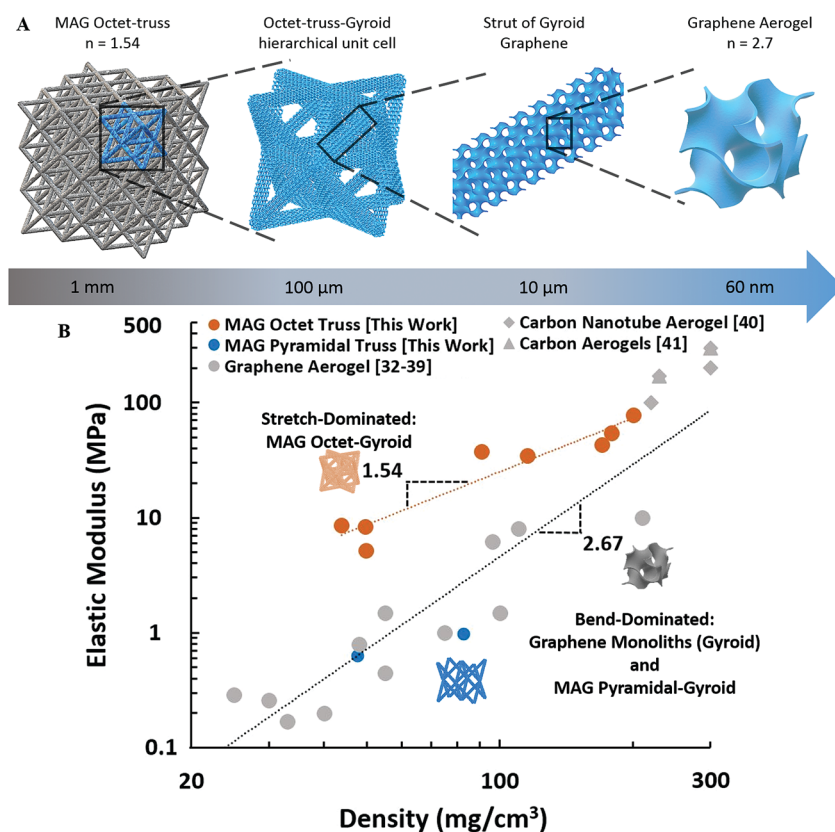 A
MAG Octet-truss
n = 1.54
Octet-truss-Gyroid
hierarchical unit cell
Strut of Gyroid
Graphene
Graphene Aerogel
n = 2.7
1 mm
100 µm
10 µm
60 nm
B
MAG Octet Truss [This Work]
MAG Pyramidal Truss [This Work]
Graphene Aerogel [32-39]
Carbon Nanotube Aerogel [40]
Carbon Aerogels [41]
Stretch-Dominated:
MAG Octet-Gyroid
1.54
2.67
Bend-Dominated:
Graphene Monoliths (Gyroid)
and
MAG Pyramidal-Gyroid
Elastic Modulus (MPa)
500
100
10
1
0.1
20
100
300
Density (mg/cm³)